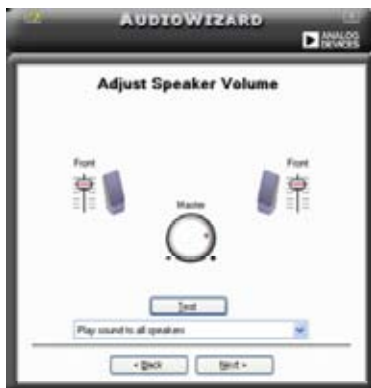 AUDIOWIZARD
ANALOG
DEVICES
Adjust Speaker Volume
Front
Front
Master
Test
Play sound to all speakers
< Back
Next >